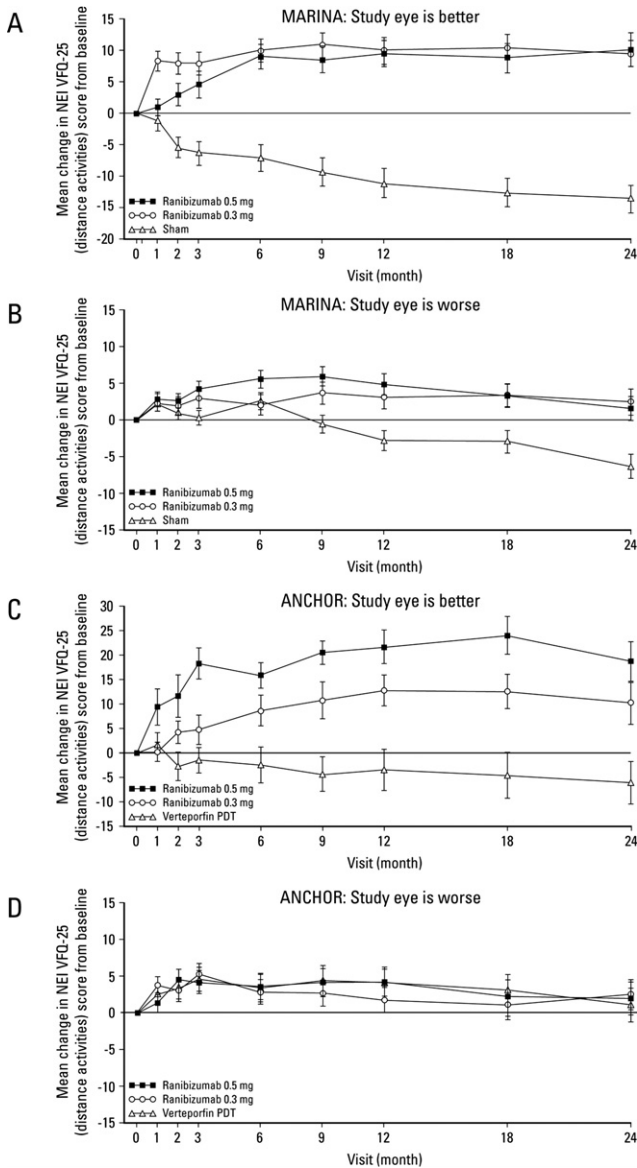 A
MARINA: Study eye is better
Mean change in NEI VFQ-25
(distance activities) score from baseline
15
10
5
0
-5
-10
-15
-20
Ranibizumab 0.5 mg
Ranibizumab 0.3 mg
Sham
0 1 2 3 6 9 12 18 24
Visit (month)
B
MARINA: Study eye is worse
Mean change in NEI VFQ-25
(distance activities) score from baseline
15
10
5
0
-5
-10
-15
Ranibizumab 0.5 mg
Ranibizumab 0.3 mg
Sham
0 1 2 3 6 9 12 18 24
Visit (month)
C
ANCHOR: Study eye is better
Mean change in NEI VFQ-25
(distance activities) score from baseline
30
25
20
15
10
5
0
-5
-10
-15
Ranibizumab 0.5 mg
Ranibizumab 0.3 mg
Verteporfin PDT
0 1 2 3 6 9 12 18 24
Visit (month)
D
ANCHOR: Study eye is worse
Mean change in NEI VFQ-25
(distance activities) score from baseline
15
10
5
0
-5
10
-15
Ranibizumab 0.5 mg
Ranibizumab 0.3 mg
Verteporfin PDT
0 1 2 3 6 9 12 18 24
Visit (month)